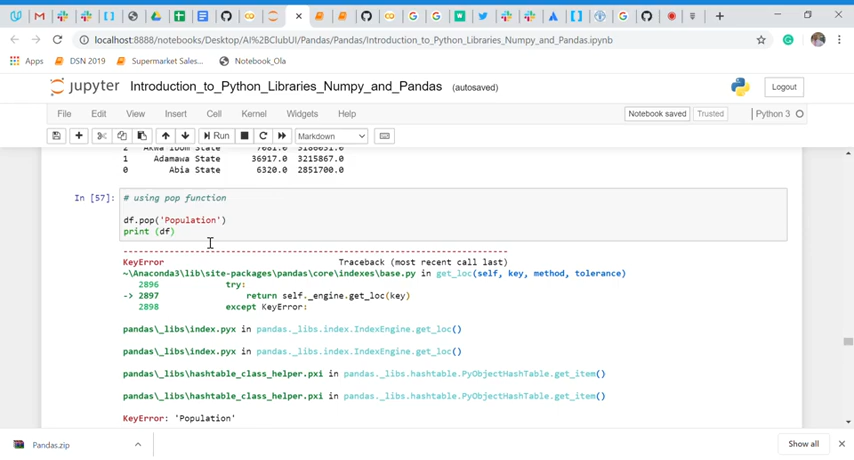 localhost:8888/notebooks/Desktop/AI%2BClubUI/Pandas/Pandas/Introduction_to_Python_Libraries_Numpy_and_Pandas.ipynb
Apps DSN 2019 Supermarket Sales... Notebook_Ola
jupyter Introduction_to_Python_Libraries_Numpy_and_Pandas (autosaved) Logout
File Edit View Insert Cell Kernel Widgets Help Notebook saved Trusted Python 3
Run Markdown
2 Akwa Ibom State 7081.0 3186031.0
1 Adamawa State 36917.0 3215867.0
0 Abia State 6320.0 2851700.0
In [57]: # using pop function
df.pop('Population')
print (df)
---------------------------------------------------------------------------
KeyError Traceback (most recent call last)
~\Anaconda3\lib\site-packages\pandas\core\indexes\base.py in get_loc(self, key, method, tolerance)
2896 try:
-> 2897 return self._engine.get_loc(key)
2898 except KeyError:
pandas\_libs\index.pyx in pandas._libs.index.IndexEngine.get_loc()
pandas\_libs\index.pyx in pandas._libs.index.IndexEngine.get_loc()
pandas\_libs\hashtable_class_helper.pxi in pandas._libs.hashtable.PyObjectHashTable.get_item()
pandas\_libs\hashtable_class_helper.pxi in pandas._libs.hashtable.PyObjectHashTable.get_item()
KeyError: 'Population'
Pandas.zip Show all